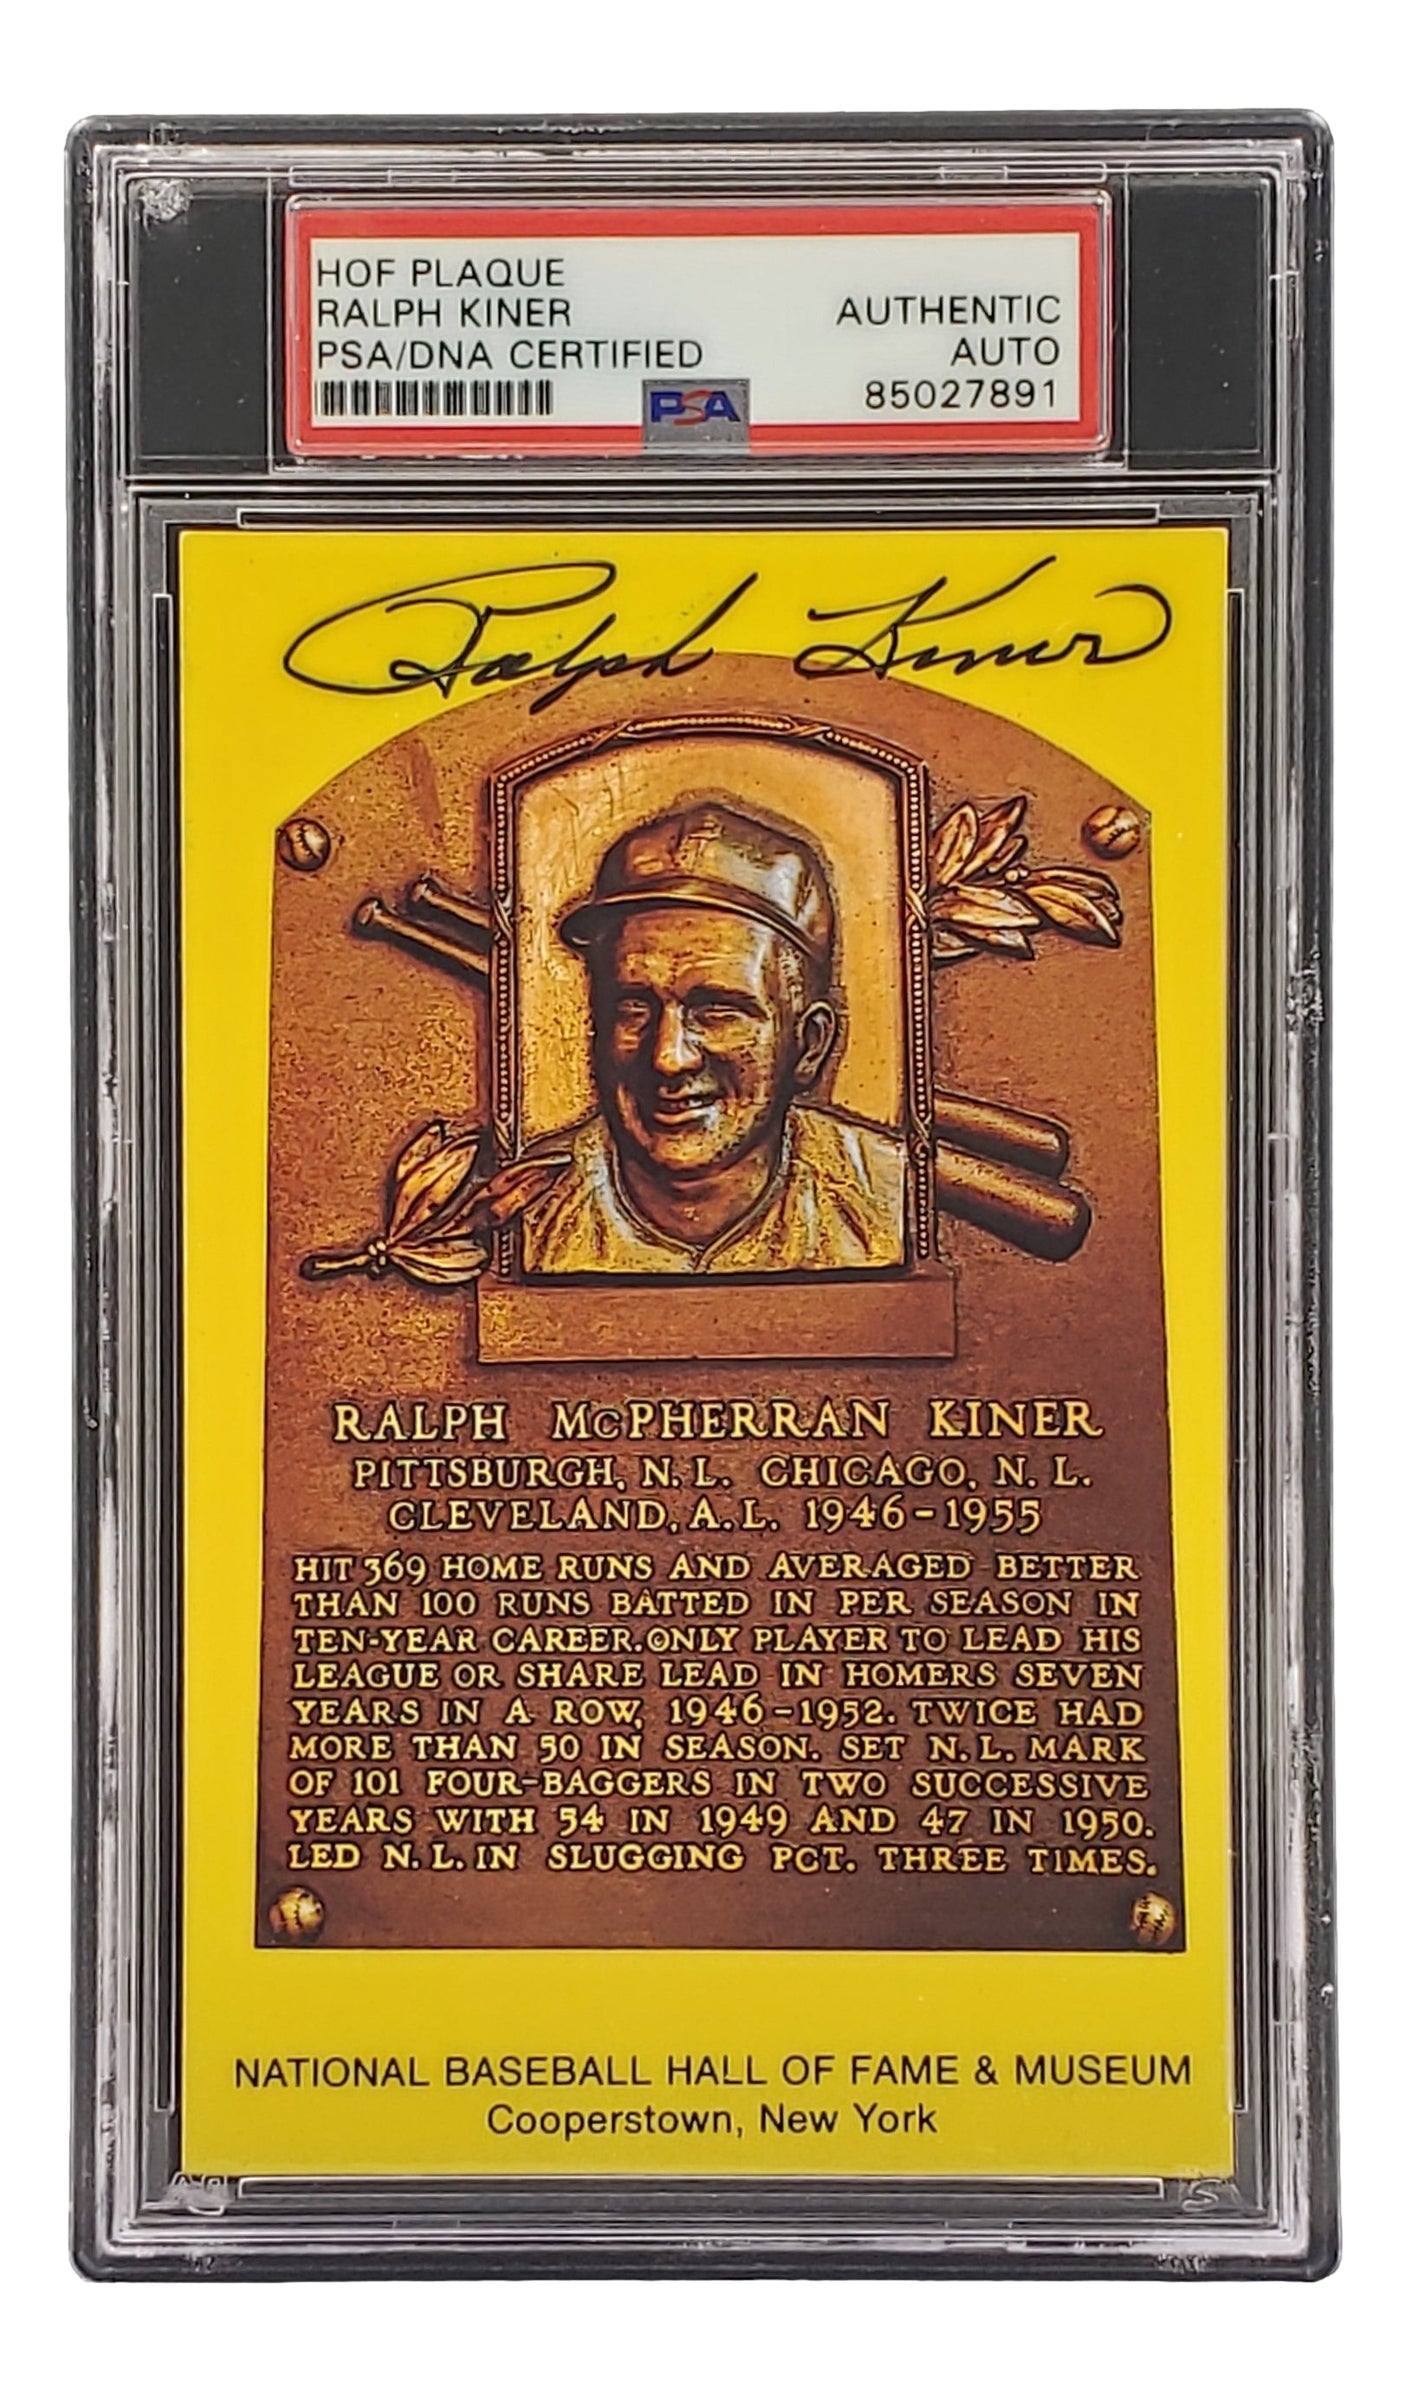 HOF PLAQUE
RALPH KINER
PSA/DNA CERTIFIED
AUTHENTIC
AUTO
85027891
PSA
Ralph Kiner
RALPH McPHERRAN KINER
PITTSBURGH, N.L. CHICAGO, N.L.
CLEVELAND, A.L. 1946-1955
HIT 369 HOME RUNS AND AVERAGED BETTER
THAN 100 RUNS BATTED IN PER SEASON IN
TEN-YEAR CAREER. ONLY PLAYER TO LEAD HIS
LEAGUE OR SHARE LEAD IN HOMERS SEVEN
YEARS IN A ROW, 1946-1952. TWICE HAD
MORE THAN 50 IN SEASON. SET N.L. MARK
OF 101 FOUR-BAGGERS IN TWO SUCCESSIVE
YEARS WITH 54 IN 1949 AND 47 IN 1950.
LED N.L. IN SLUGGING PCT. THREE TIMES.
NATIONAL BASEBALL HALL OF FAME & MUSEUM
Cooperstown, New York